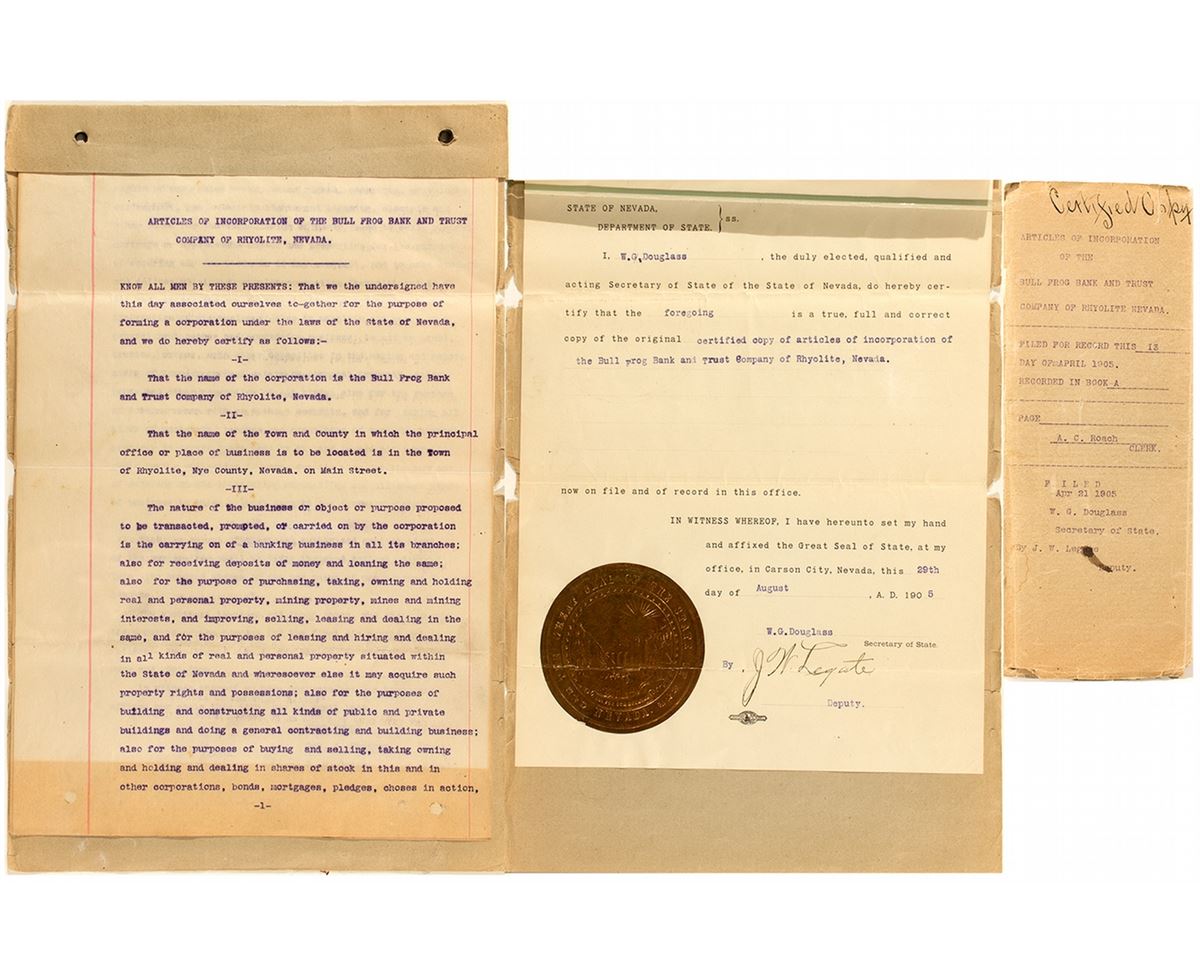 ARTICLES OF INCORPORATION OF THE BULL FROG BANK AND TRUST
COMPANY OF RHYOLITE, NEVADA.
KNOW ALL MEN BY THESE PRESENTS: That we the undersigned have
this day associated ourselves to-gether for the purpose of
forming a corporation under the laws of the State of Nevada,
and we do hereby certify as follows:-
-I-
That the name of the corporation is the Bull Frog Bank
and Trust Company of Rhyolite, Nevada.
-II-
That the name of the Town and County in which the principal
office or place of business is to be located is in the Town
of Rhyolite, Nye County, Nevada. on Main Street.
-III-
The nature of the business or object or purpose proposed
to be transacted, prompted, or carried on by the corporation
is the carrying on of a banking business in all its branches;
also for receiving deposits of money and loaning the same;
also for the purpose of purchasing, taking, owning and holding
real and personal property, mining property, mines and mining
interests, and improving, selling, leasing and dealing in the
same, and for the purposes of leasing and hiring and dealing
in all kinds of real and personal property situated within
the State of Nevada and wheresoever else it may acquire such
property rights and possessions; also for the purposes of
building and constructing all kinds of public and private
buildings and doing a general contracting and building business;
also for the purposes of buying and selling, taking owning
and holding and dealing in shares of stock in this and in
other corporations, bonds, mortgages, pledges, choses in action,
-1-
STATE OF NEVADA,
DEPARTMENT OF STATE. } ss.
I, W.G.Douglass, the duly elected, qualified and
acting Secretary of State of the State of Nevada, do hereby cer-
tify that the foregoing is a true, full and correct
copy of the original certified copy of articles of incorporation of
the Bull Frog Bank and Trust Company of Rhyolite, Nevada.
now on file and of record in this office.
IN WITNESS WHEREOF, I have hereunto set my hand
and affixed the Great Seal of State, at my
office, in Carson City, Nevada, this 29th
day of August, A. D. 1905
W.G.Douglass
Secretary of State.
By J W Legate
Deputy.
Certified Copy
ARTICLES OF INCORPORATION
OF THE
BULL FROG BANK AND TRUST
COMPANY OF RHYOLITE NEVADA.
FILED FOR RECORD THIS 13
DAY OF APRIL 1905.
RECORDED IN BOOK A
PAGE
A. C. Roach
CLERK.
F I L E D
Apr 21 1905
W. G. Douglass
Secretary of State.
By J. W. Legate
Deputy.